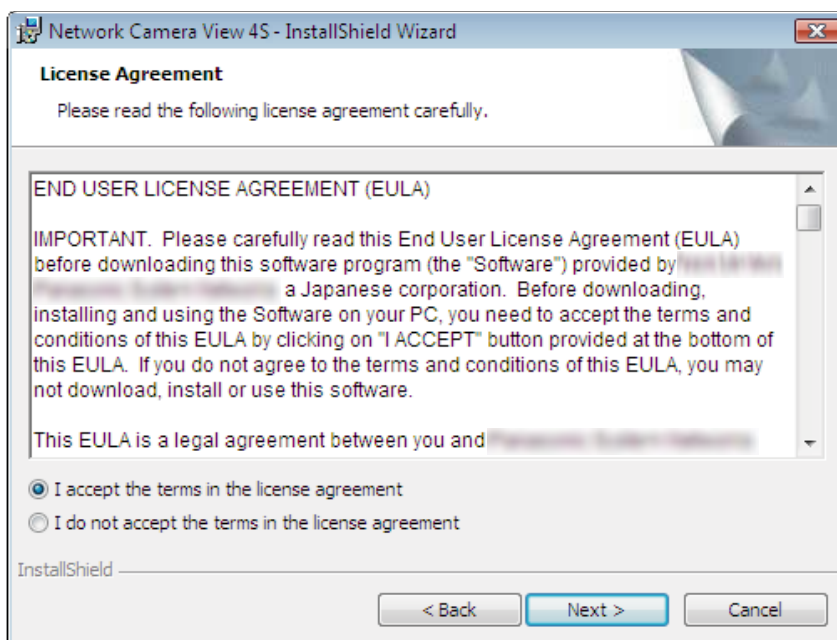 Network Camera View 4S - InstallShield Wizard
License Agreement
Please read the following license agreement carefully.
END USER LICENSE AGREEMENT (EULA)
IMPORTANT.  Please carefully read this End User License Agreement (EULA)
before downloading this software program (the "Software") provided by
a Japanese corporation.  Before downloading,
installing and using the Software on your PC, you need to accept the terms and
conditions of this EULA by clicking on "I ACCEPT" button provided at the bottom of
this EULA.  If you do not agree to the terms and conditions of this EULA, you may
not download, install or use this software.
This EULA is a legal agreement between you and
I accept the terms in the license agreement
I do not accept the terms in the license agreement
InstallShield
< Back
Next >
Cancel